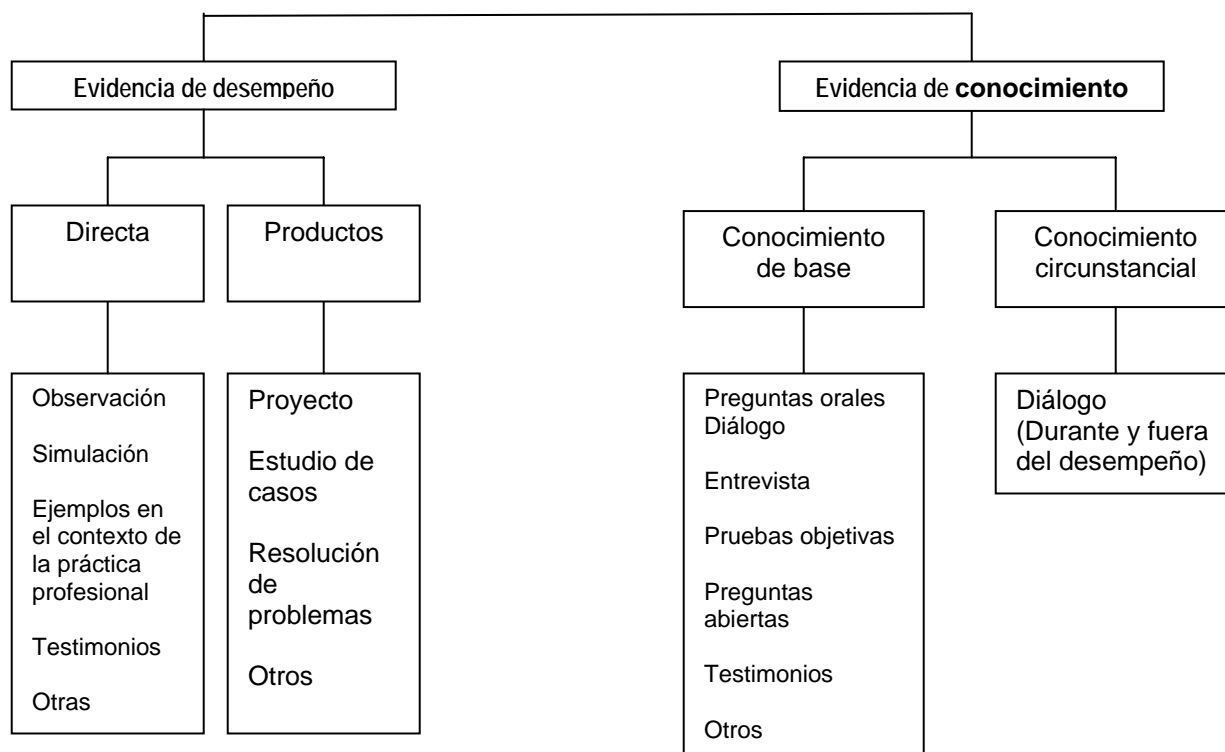 Evidencia de desempeño
Evidencia de conocimiento
Directa
Productos
Conocimiento
de base
Conocimiento
circunstancial
Observación
Simulación
Ejemplos en
el contexto de
la práctica
profesional
Testimonios
Otras
Proyecto
Estudio de
casos
Resolución
de
problemas
Otros
Preguntas orales
Diálogo
Entrevista
Pruebas objetivas
Preguntas
abiertas
Testimonios
Otros
Diálogo
(Durante y fuera
del desempeño)